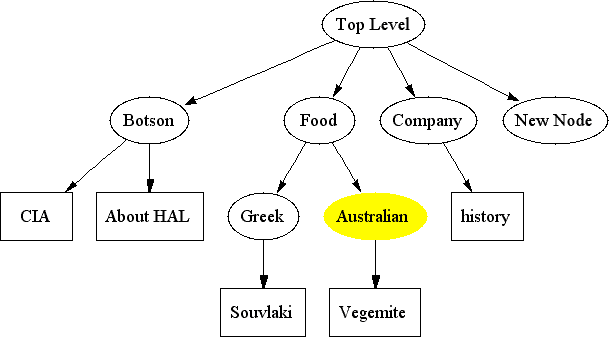 Top Level
Botson
Food
Company
New Node
CIA
About HAL
Greek
Australian
history
Souvlaki
Vegemite